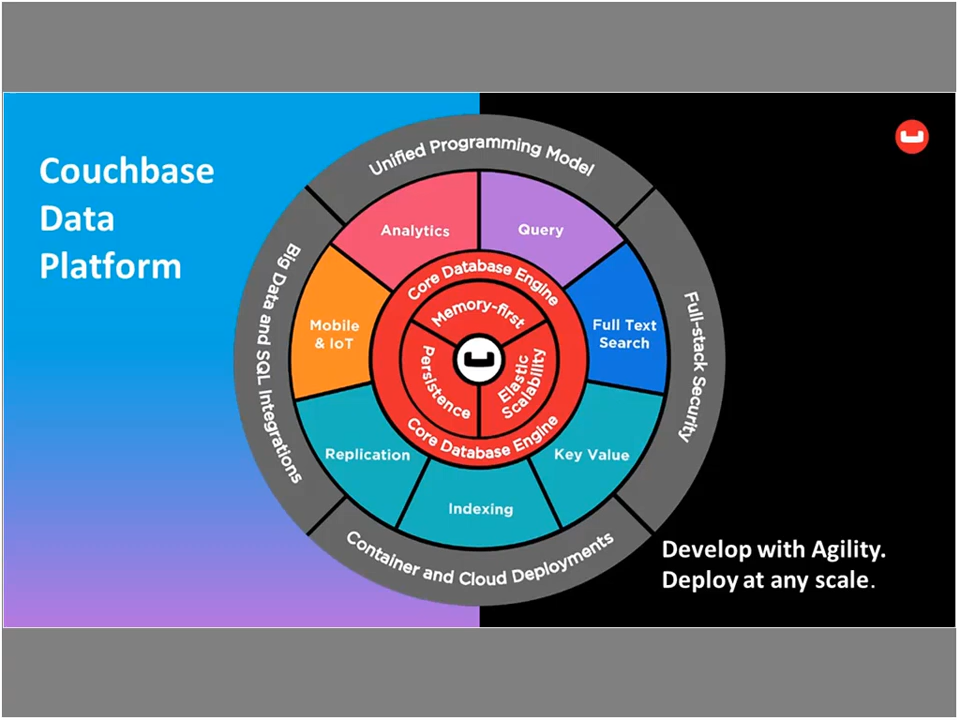 Couchbase
Data
Platform
Unified Programming Model
Analytics
Query
Big Data and SQL Integrations
Core Database Engine
Memory-first
Mobile
& IoT
Full Text
Search
Full-stack Security
Persistence
Elastic
Scalability
Core Database Engine
Replication
Key Value
Indexing
Container and Cloud Deployments
Develop with Agility.
Deploy at any scale.